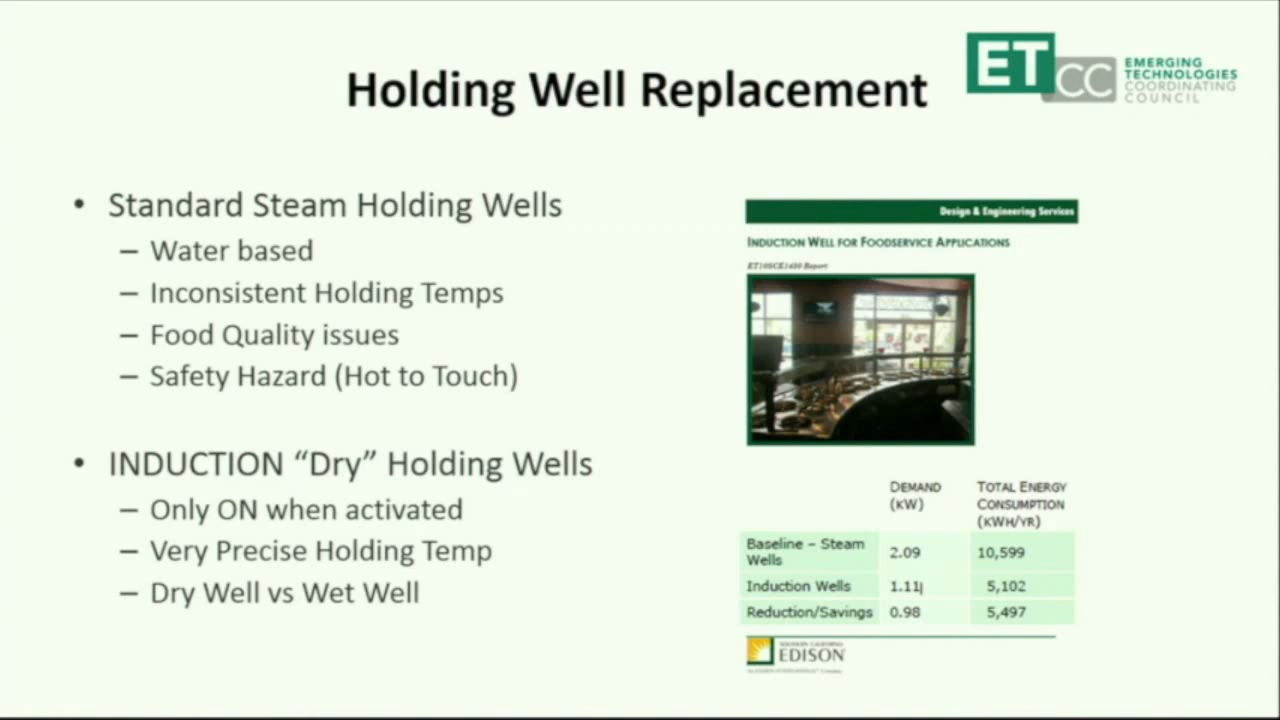 Holding Well Replacement
ET CC
EMERGING
TECHNOLOGIES
COORDINATING
COUNCIL
• Standard Steam Holding Wells
– Water based
– Inconsistent Holding Temps
– Food Quality issues
– Safety Hazard (Hot to Touch)
• INDUCTION “Dry” Holding Wells
– Only ON when activated
– Very Precise Holding Temp
– Dry Well vs Wet Well
Design & Engineering Services
INDUCTION WELL FOR FOODSERVICE APPLICATIONS
Report
DEMAND (KW) TOTAL ENERGY CONSUMPTION (KWH/YR)
Baseline – Steam Wells 2.09 10,599
Induction Wells 1.11 5,102
Reduction/Savings 0.98 5,497
SOUTHERN CALIFORNIA
EDISON